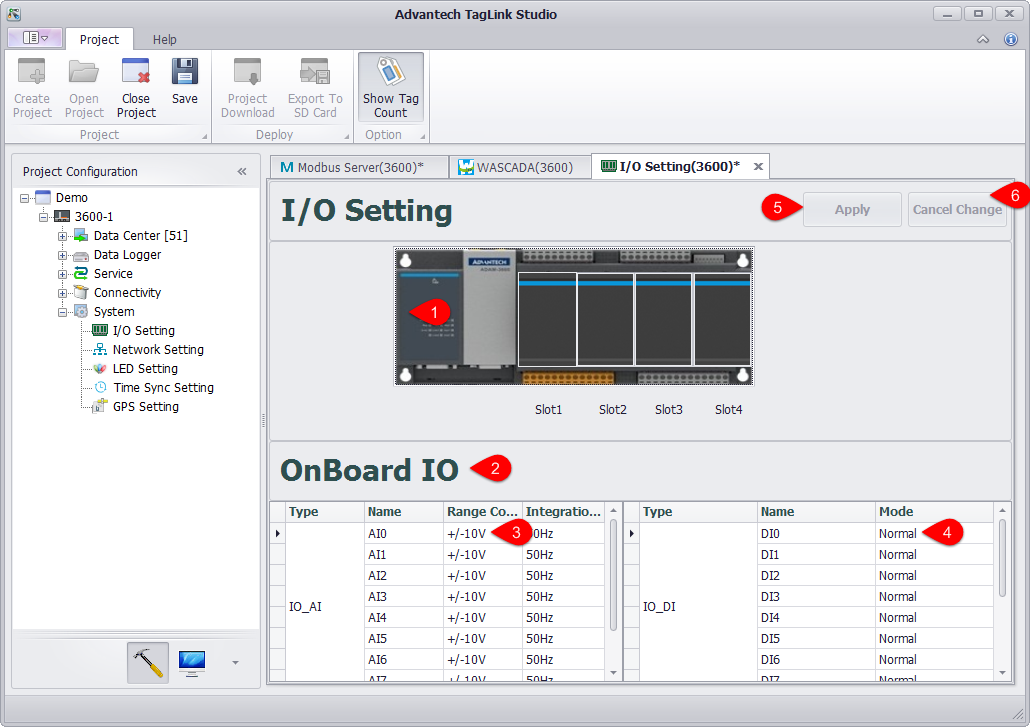 Advantech TagLink Studio
Project Help
Create Project
Open Project
Close Project
Save
Project Download
Export To SD Card
Show Tag Count
Project
Deploy
Option
Project Configuration
Demo
3600-1
Data Center [51]
Data Logger
Service
Connectivity
System
I/O Setting
Network Setting
LED Setting
Time Sync Setting
GPS Setting
Modbus Server(3600)* WASCADA(3600) I/O Setting(3600)*
I/O Setting
5 Apply Cancel Change 6
ADVANTECH
ADAM-3600
1
Slot1 Slot2 Slot3 Slot4
OnBoard IO 2
Type Name Range Co... Integratio...
IO_AI
AI0 +/-10V 3 0Hz
AI1 +/-10V 50Hz
AI2 +/-10V 50Hz
AI3 +/-10V 50Hz
AI4 +/-10V 50Hz
AI5 +/-10V 50Hz
AI6 +/-10V 50Hz
AI7 +/-10V 50Hz
Type Name Mode
IO_DI
DI0 Normal 4
DI1 Normal
DI2 Normal
DI3 Normal
DI4 Normal
DI5 Normal
DI6 Normal
DI7 Normal